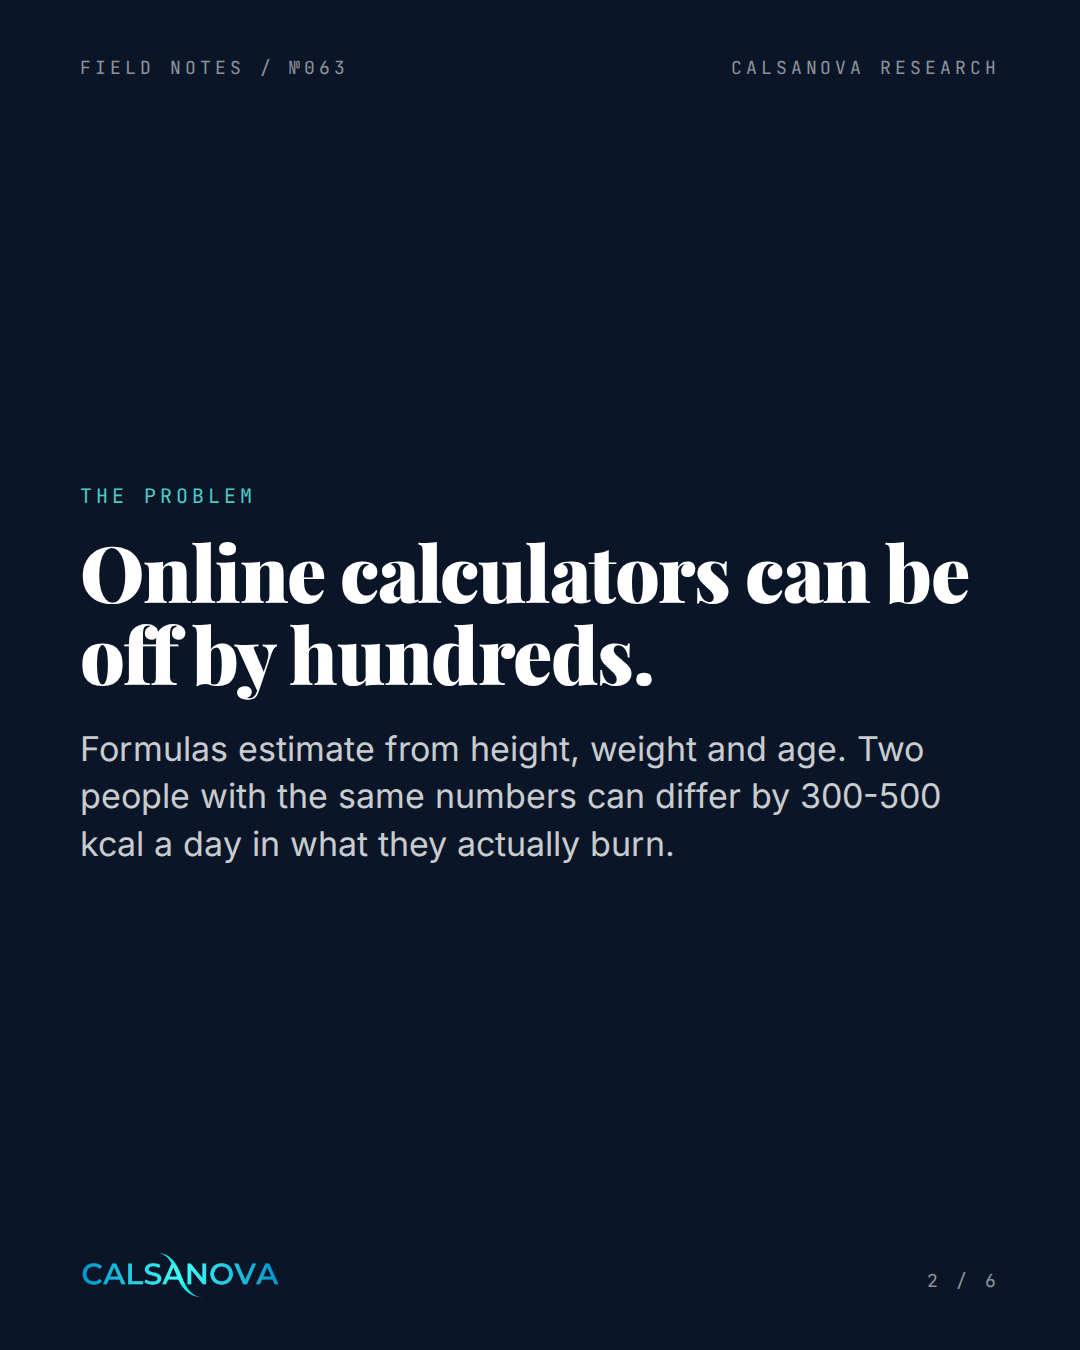 FIELD NOTES / №063
CALSANOVA RESEARCH
THE PROBLEM
Online calculators can be
off by hundreds.
Formulas estimate from height, weight and age. Two
people with the same numbers can differ by 300-500
kcal a day in what they actually burn.
CALSANOVA
2 / 6